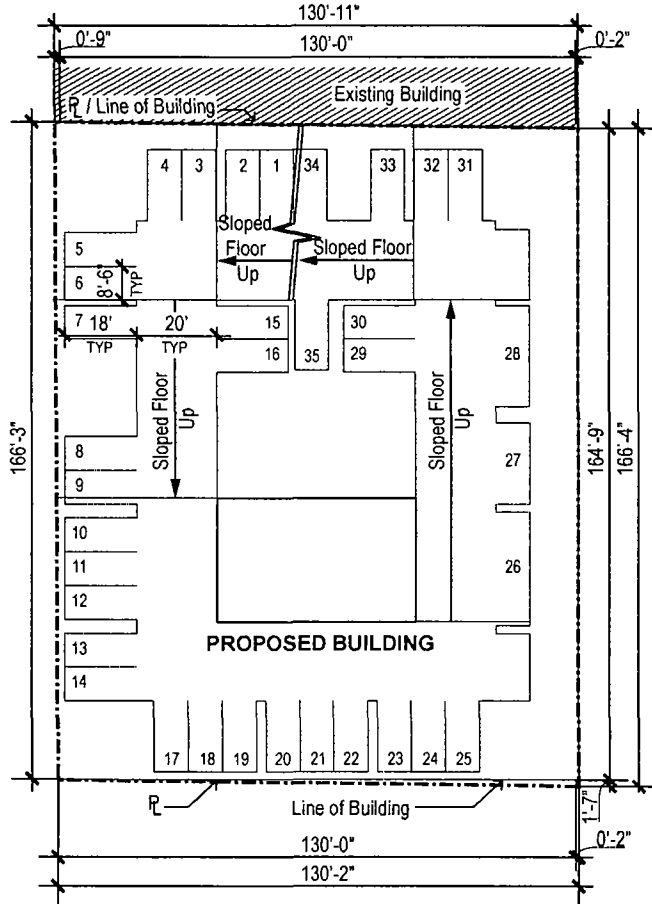 130'-11"
0'-9"
130'-0"
0'-2"
Existing Building
PL / Line of Building
4
3
2
1
34
33
32
31
Sloped
Floor
Up
Sloped Floor
Up
5
6
8'-6"
TYP
7
18'
TYP
20'
TYP
15
16
35
30
29
28
Sloped Floor
Up
Sloped Floor
Up
166'-3"
164'-9"
166'-4"
8
9
27
10
11
12
26
PROPOSED BUILDING
13
14
17
18
19
20
21
22
23
24
25
PL
Line of Building
1'-7"
130'-0"
0'-2"
130'-2"